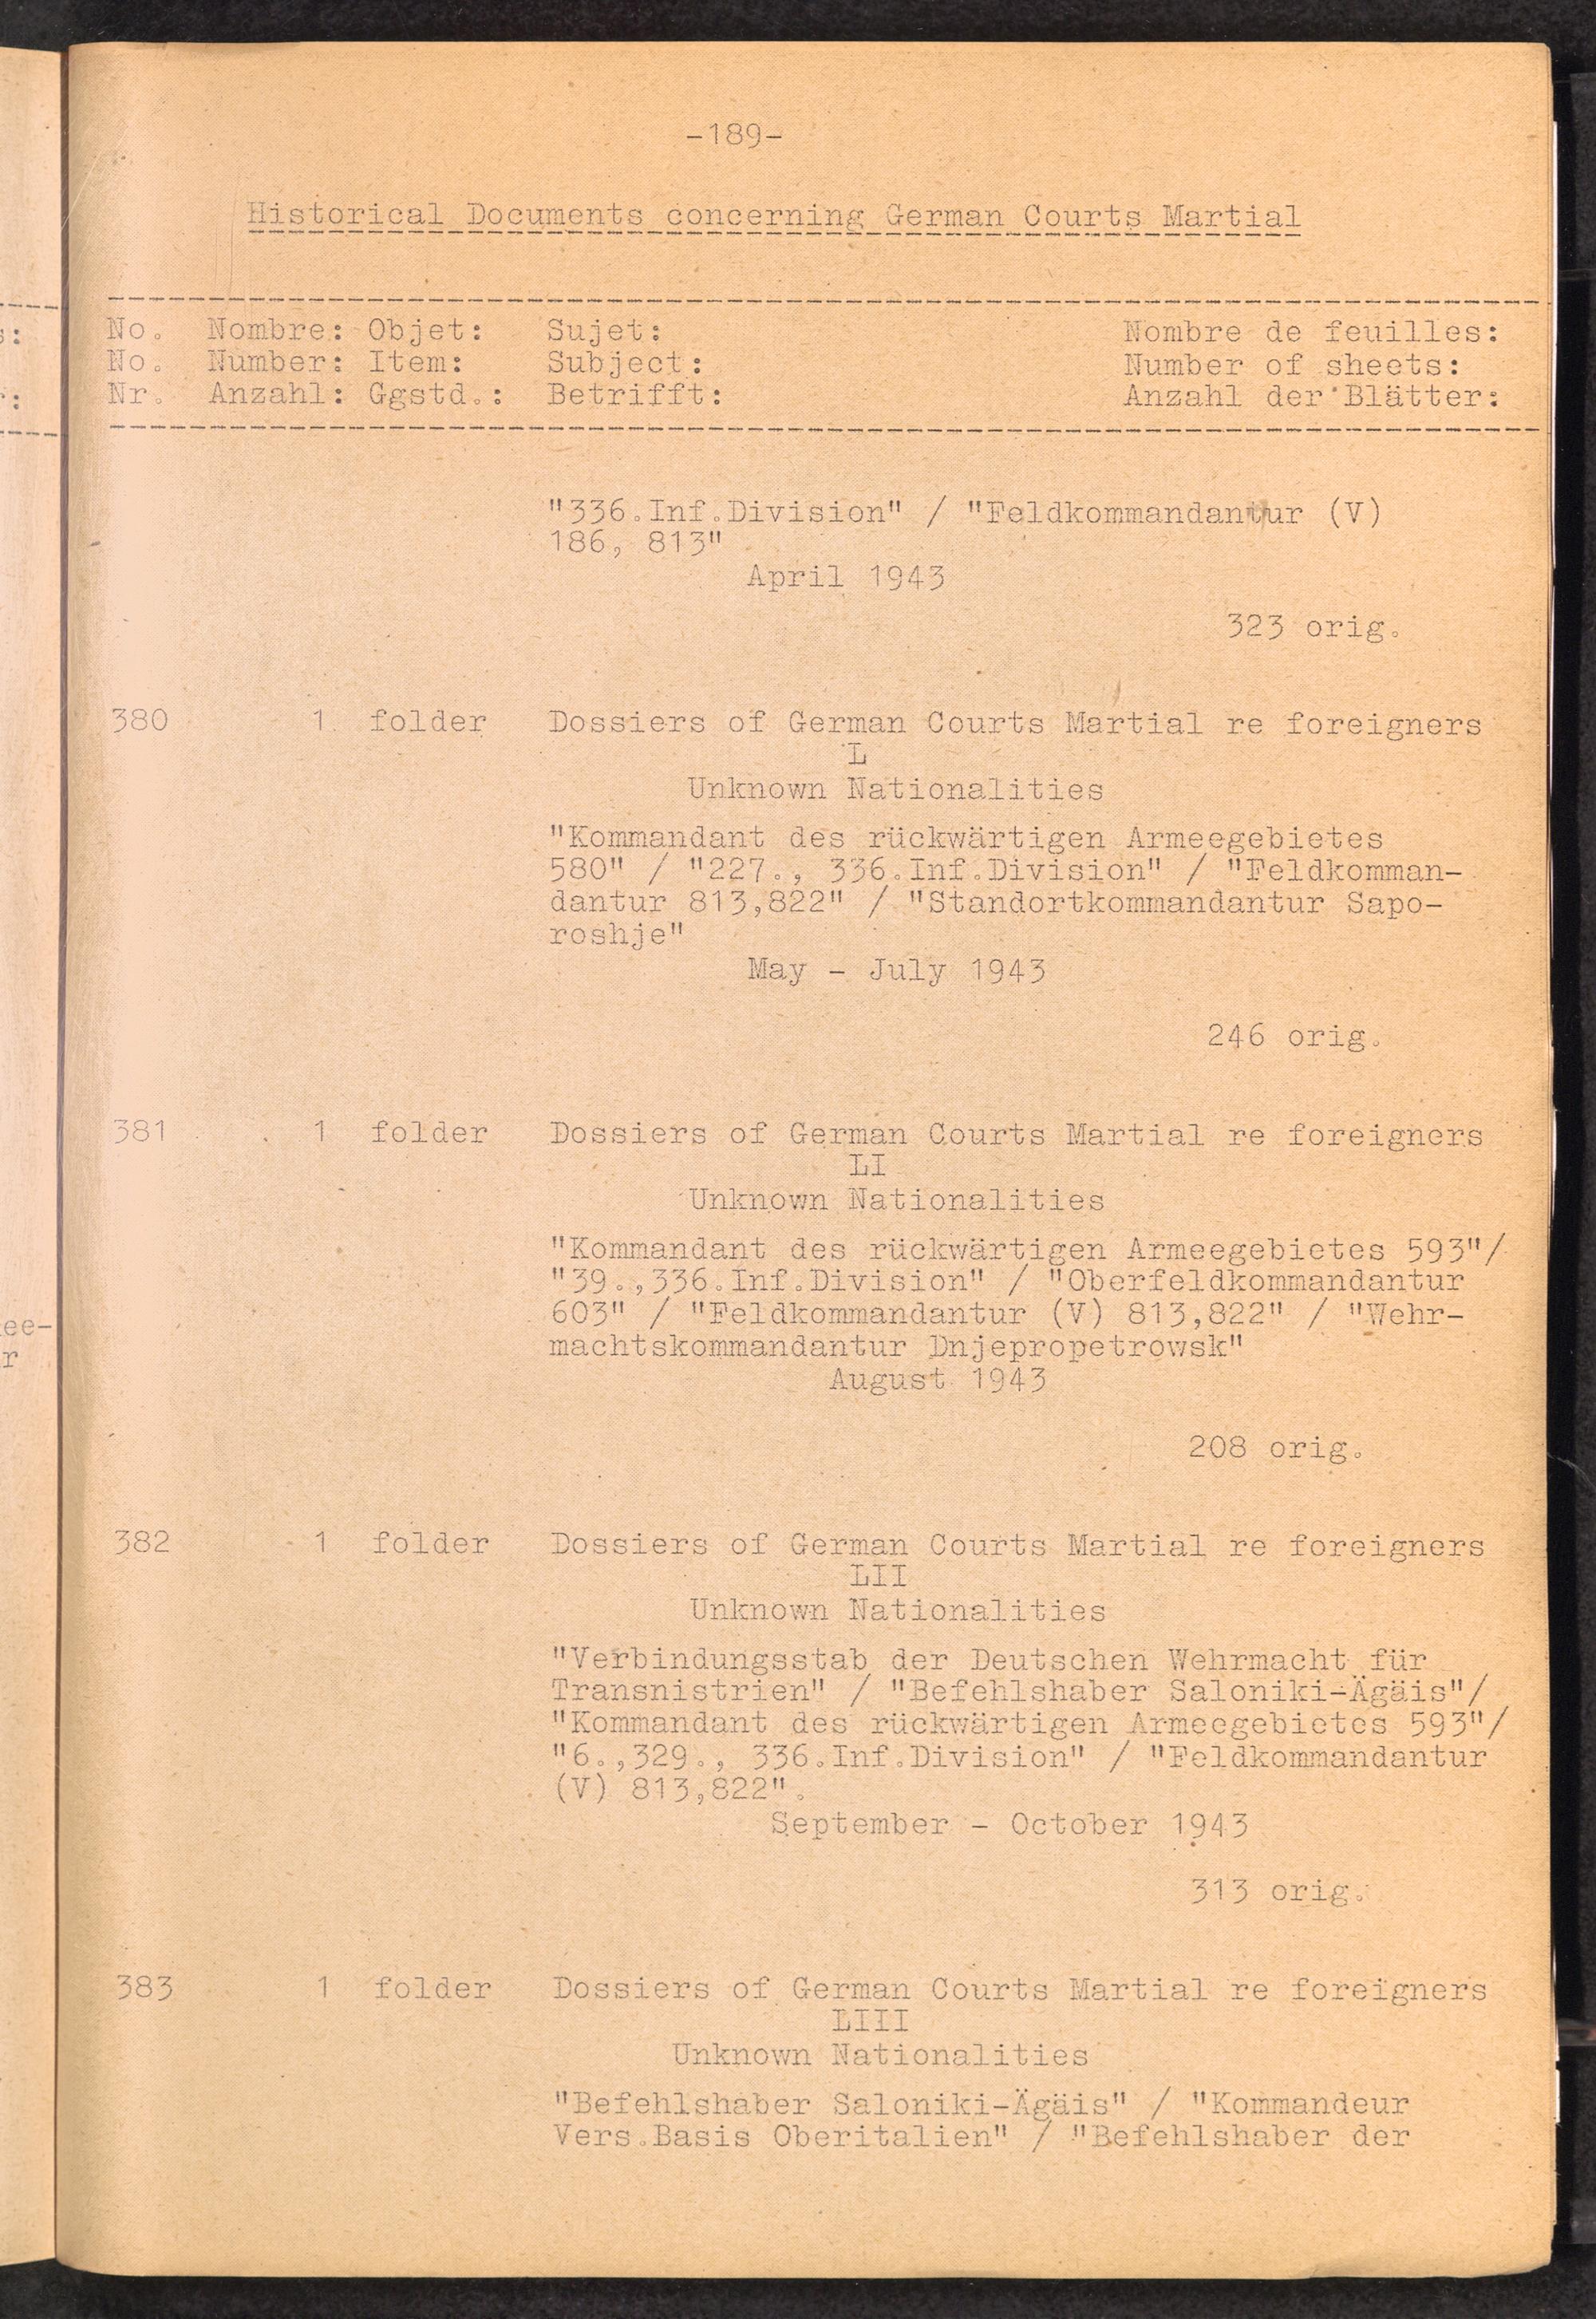 -189-
Historical Documents concerning German Courts Martial
No. Nombre: Objet: Sujet: Nombre de feuilles:
No. Number: Item: Subject: Number of sheets:
Nr. Anzahl: Ggstd.: Betrifft: Anzahl der Blätter:
"336.Inf.Division" / "Feldkommandantur (V)
186, 813"
April 1943
323 orig.
380 1 folder Dossiers of German Courts Martial re foreigners
L
Unknown Nationalities
"Kommandant des rückwärtigen Armeegebietes
580" / "227., 336.Inf.Division" / "Feldkomman-
dantur 813,822" / "Standortkommandantur Sapo-
roshje"
May - July 1943
246 orig.
381 1 folder Dossiers of German Courts Martial re foreigners
LI
Unknown Nationalities
"Kommandant des rückwärtigen Armeegebietes 593"/
"39.,336.Inf.Division" / "Oberfeldkommandantur
603" / "Feldkommandantur (V) 813,822" / "Wehr-
machtskommandantur Dnjepropetrowsk"
August 1943
208 orig.
382 1 folder Dossiers of German Courts Martial re foreigners
LII
Unknown Nationalities
"Verbindungsstab der Deutschen Wehrmacht für
Transnistrien" / "Befehlshaber Saloniki-Ägäis"/
"Kommandant des rückwärtigen Armeegebietes 593"/
"6.,329., 336.Inf.Division" / "Feldkommandantur
(V) 813,822".
September - October 1943
313 orig.
383 1 folder Dossiers of German Courts Martial re foreigners
LIII
Unknown Nationalities
"Befehlshaber Saloniki-Ägäis" / "Kommandeur
Vers.Basis Oberitalien" / "Befehlshaber der